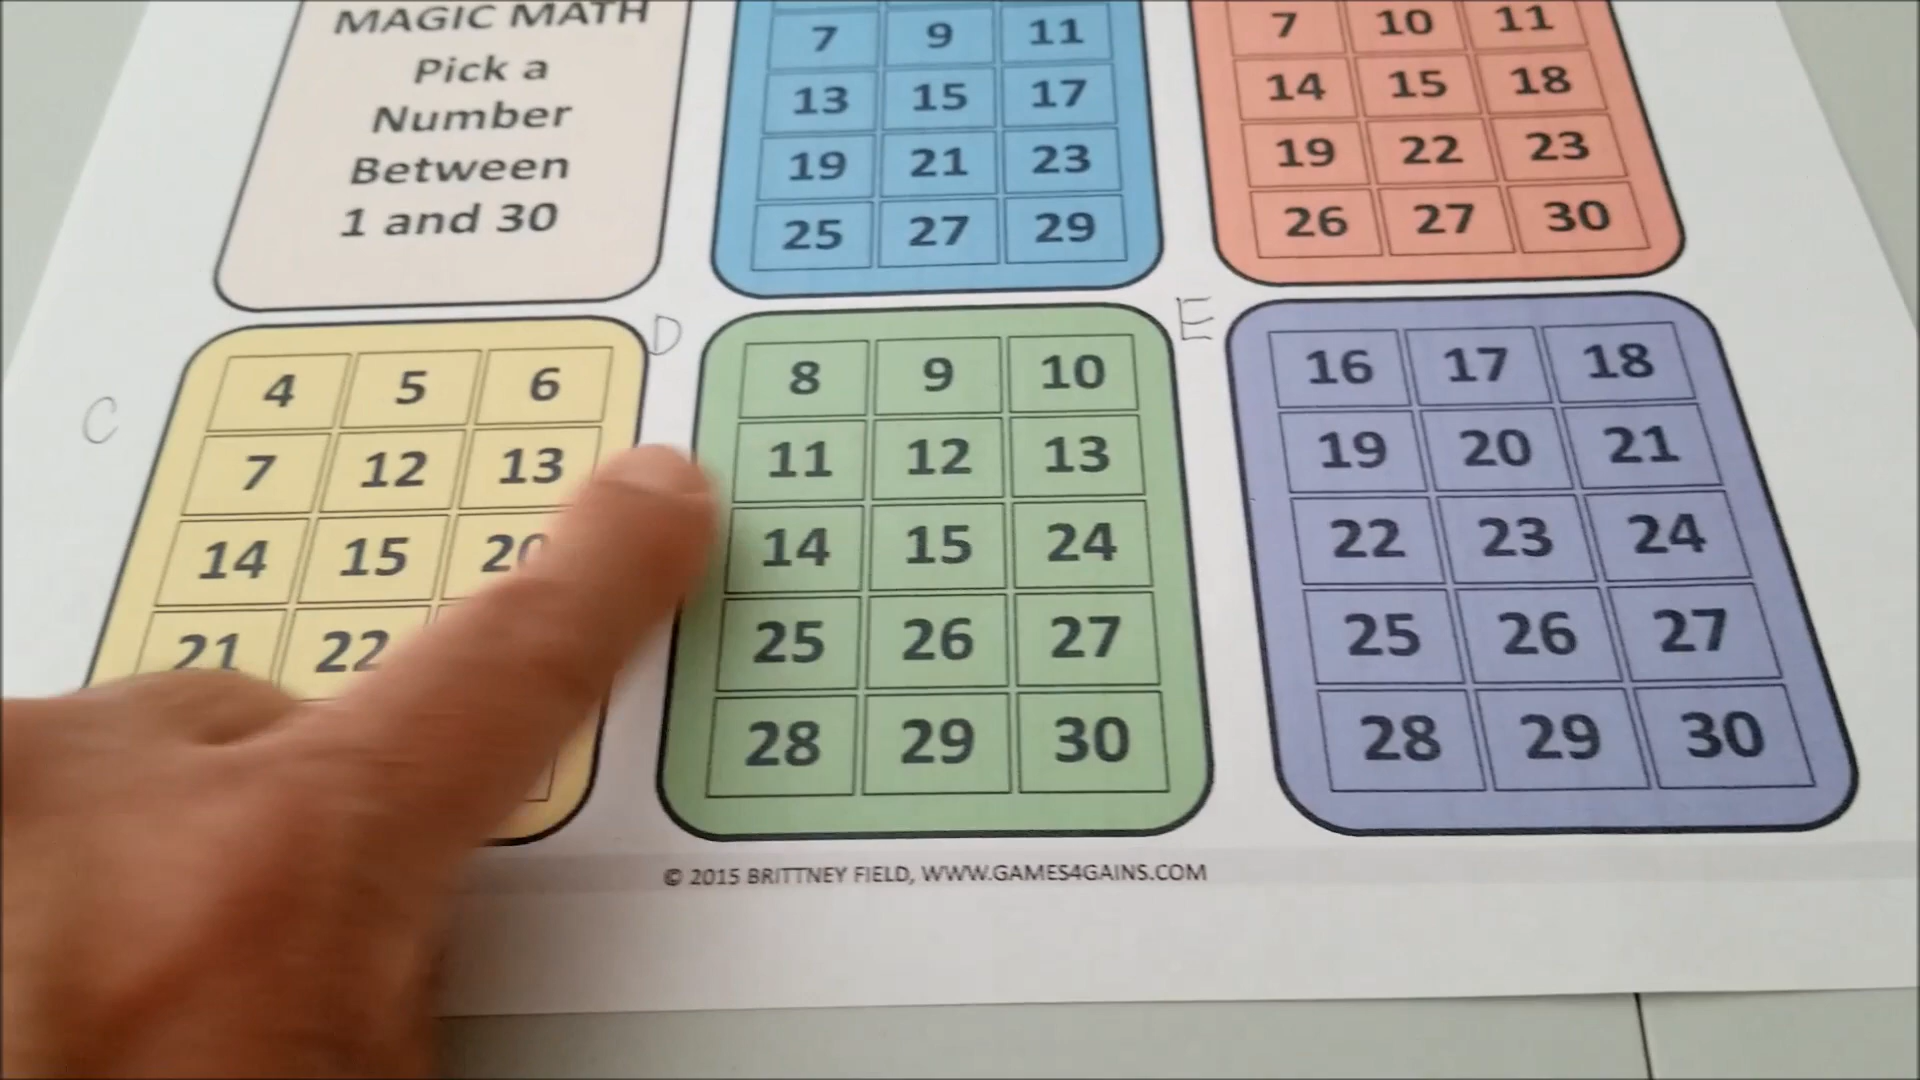 MAGIC MATH
Pick a
Number
Between
1 and 30
7 9 11
13 15 17
19 21 23
25 27 29
7 10 11
14 15 18
19 22 23
26 27 30
C
4 5 6
7 12 13
14 15 20
21 22
D
8 9 10
11 12 13
14 15 24
25 26 27
28 29 30
E
16 17 18
19 20 21
22 23 24
25 26 27
28 29 30
© 2015 BRITTNEY FIELD, WWW.GAMES4GAINS.COM